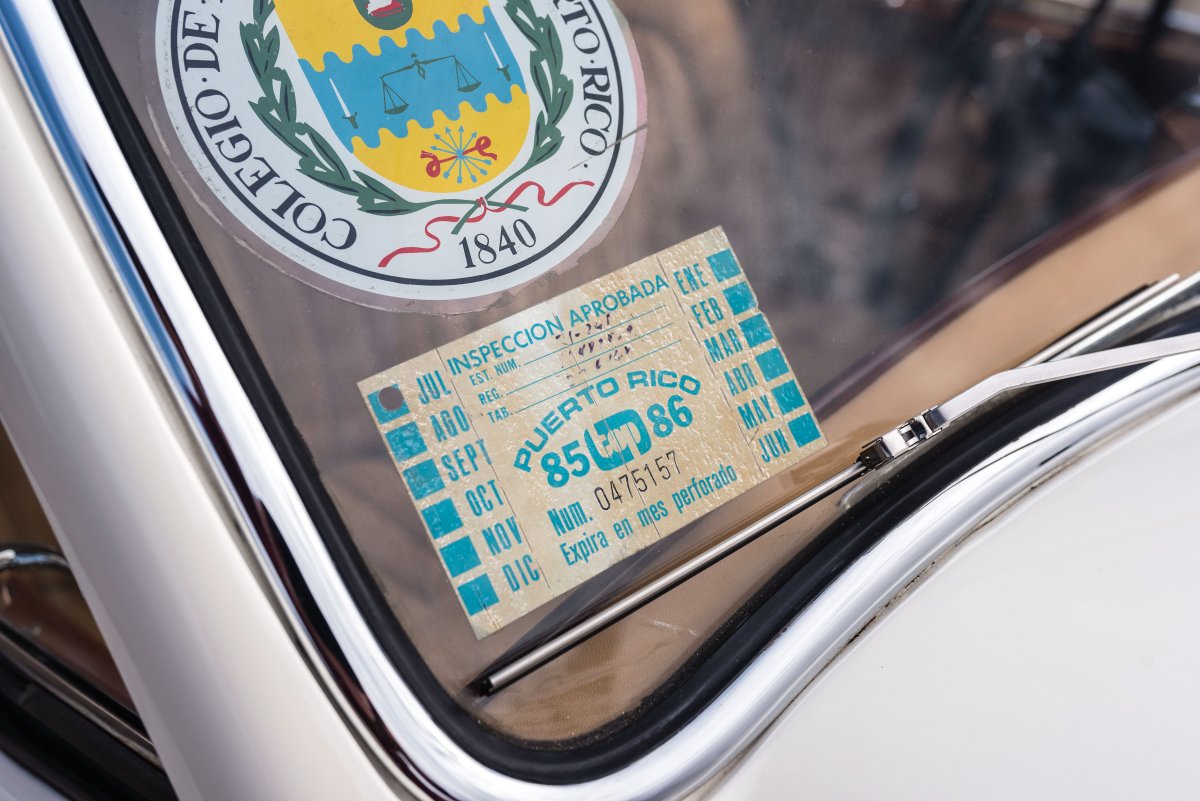 COLEGIO·DE·
TO·RICO·
1840
INSPECCION APROBADA
EST. NUM.
REG.
TAB.
PUERTO RICO
85 86
Num. 0475157
Expira en mes perforado
JUL
AGO
SEPT
OCT
NOV
DIC
ENE
FEB
MAR
ABR
MAY
JUN